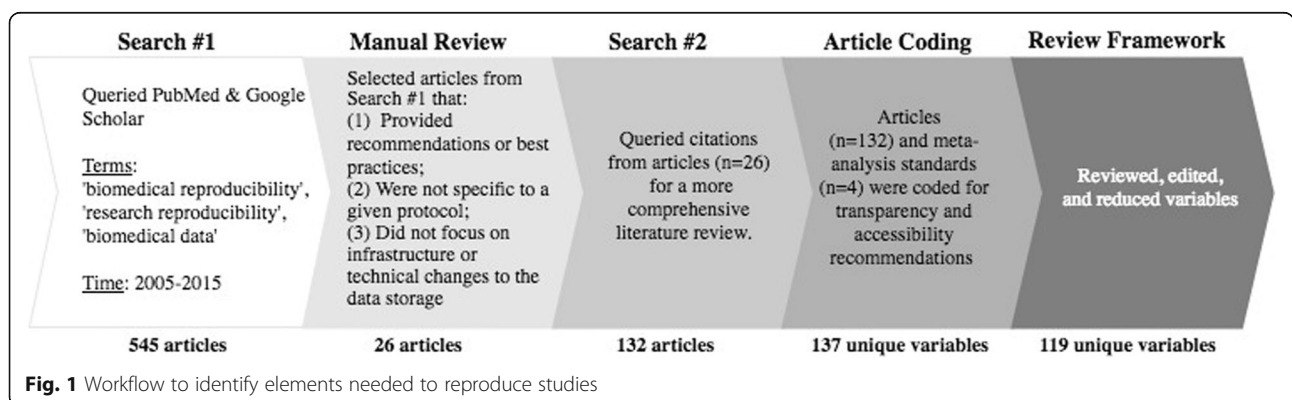 Search #1
Queried PubMed & Google
Scholar
Terms:
'biomedical reproducibility',
'research reproducibility',
'biomedical data'
Time: 2005-2015
545 articles
Manual Review
Selected articles from
Search #1 that:
(1) Provided
recommendations or best
practices;
(2) Were not specific to a
given protocol;
(3) Did not focus on
infrastructure or
technical changes to the
data storage
26 articles
Search #2
Queried citations
from articles (n=26)
for a more
comprehensive
literature review.
132 articles
Article Coding
Articles
(n=132) and meta-
analysis standards
(n=4) were coded for
transparency and
accessibility
recommendations
137 unique variables
Review Framework
Reviewed, edited,
and reduced variables
119 unique variables
Fig. 1 Workflow to identify elements needed to reproduce studies